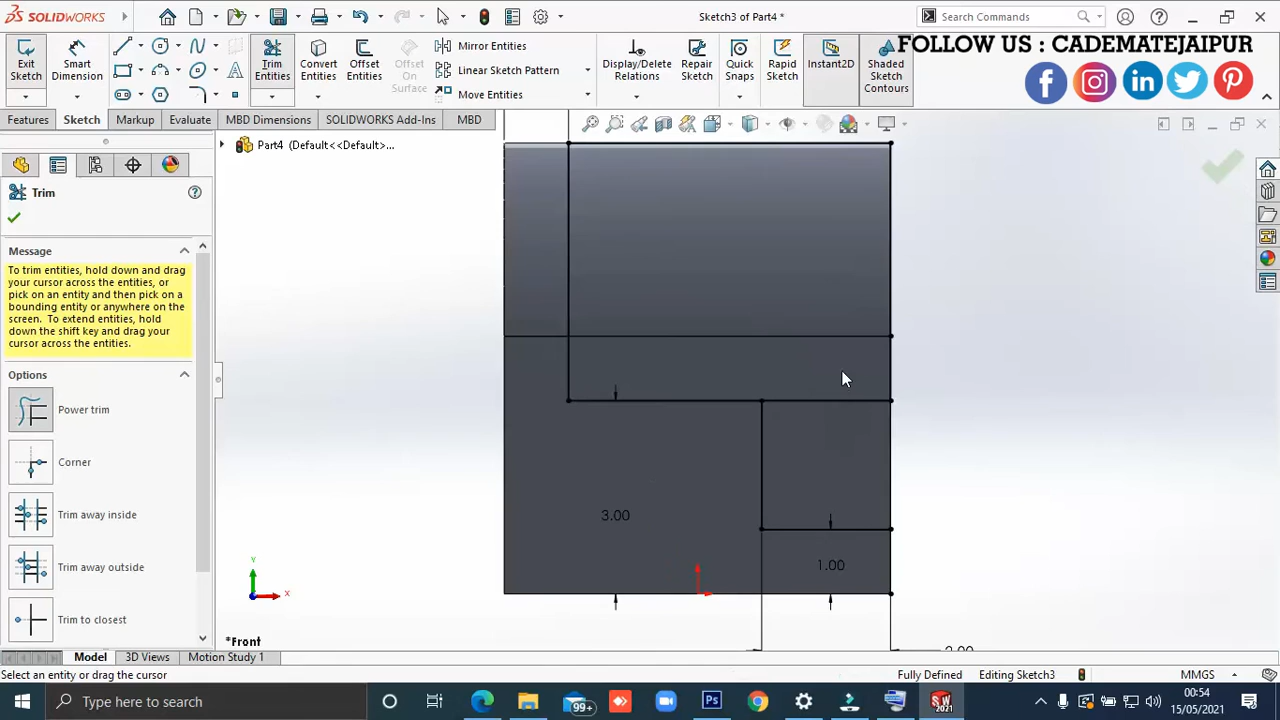 SOLIDWORKS
Sketch3 of Part4 *
Search Commands
FOLLOW US : CADEMATEJAIPUR
Exit Sketch
Smart Dimension
Trim Entities
Convert Entities
Offset Entities
Offset On Surface
Mirror Entities
Linear Sketch Pattern
Move Entities
Display/Delete Relations
Repair Sketch
Quick Snaps
Rapid Sketch
Instant2D
Shaded Sketch Contours
Features
Sketch
Markup
Evaluate
MBD Dimensions
SOLIDWORKS Add-Ins
MBD
Part4 (Default<<Default>...
Trim
Message
To trim entities, hold down and drag
your cursor across the entities, or
pick on an entity and then pick on a
bounding entity or anywhere on the
screen. To extend entities, hold
down the shift key and drag your
cursor across the entities.
Options
Power trim
Corner
Trim away inside
Trim away outside
Trim to closest
3.00
1.00
2.00
Y
X
*Front
Model
3D Views
Motion Study 1
Select an entity or drag the cursor
Fully Defined
Editing Sketch3
MMGS
Type here to search
99+
Ps
SW
2021
00:54
15/05/2021